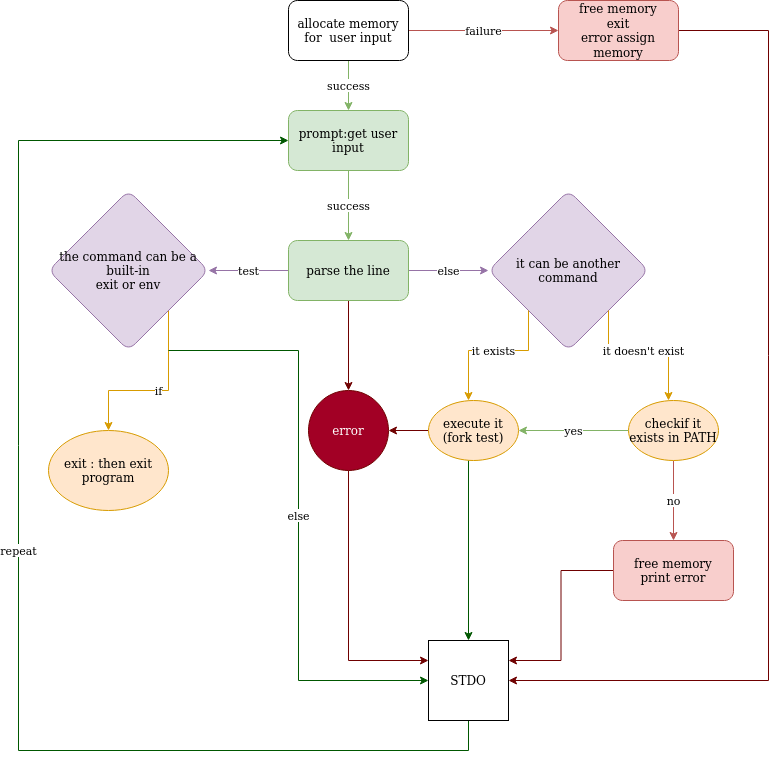 allocate memory
for  user input
failure
free memory
exit
error assign
memory
success
prompt:get user
input
success
the command can be a
built-in
exit or env
test
parse the line
else
it can be another
command
it exists
it doesn't exist
if
error
execute it
(fork test)
yes
checkif it
exists in PATH
exit : then exit
program
no
else
repeat
free memory
print error
STDO